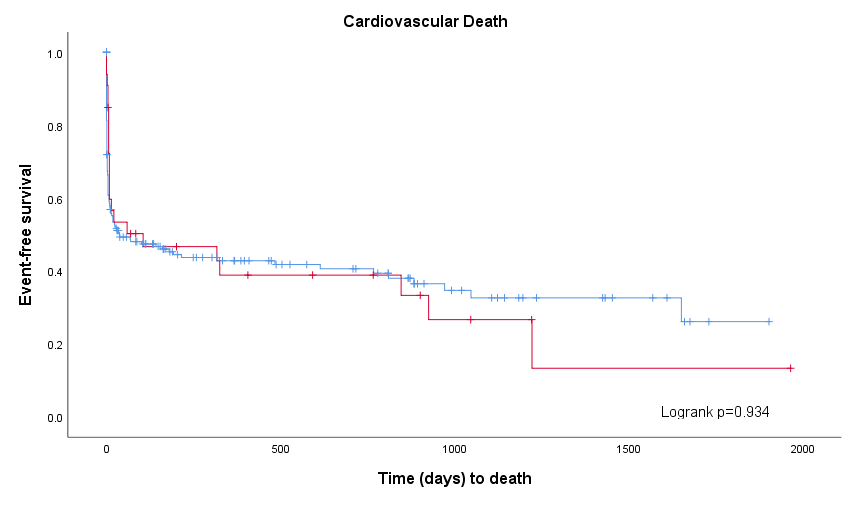 Cardiovascular Death
Event-free survival
1.0
0.8
0.6
0.4
0.2
0.0
Logrank p=0.934
0
500
1000
1500
2000
Time (days) to death